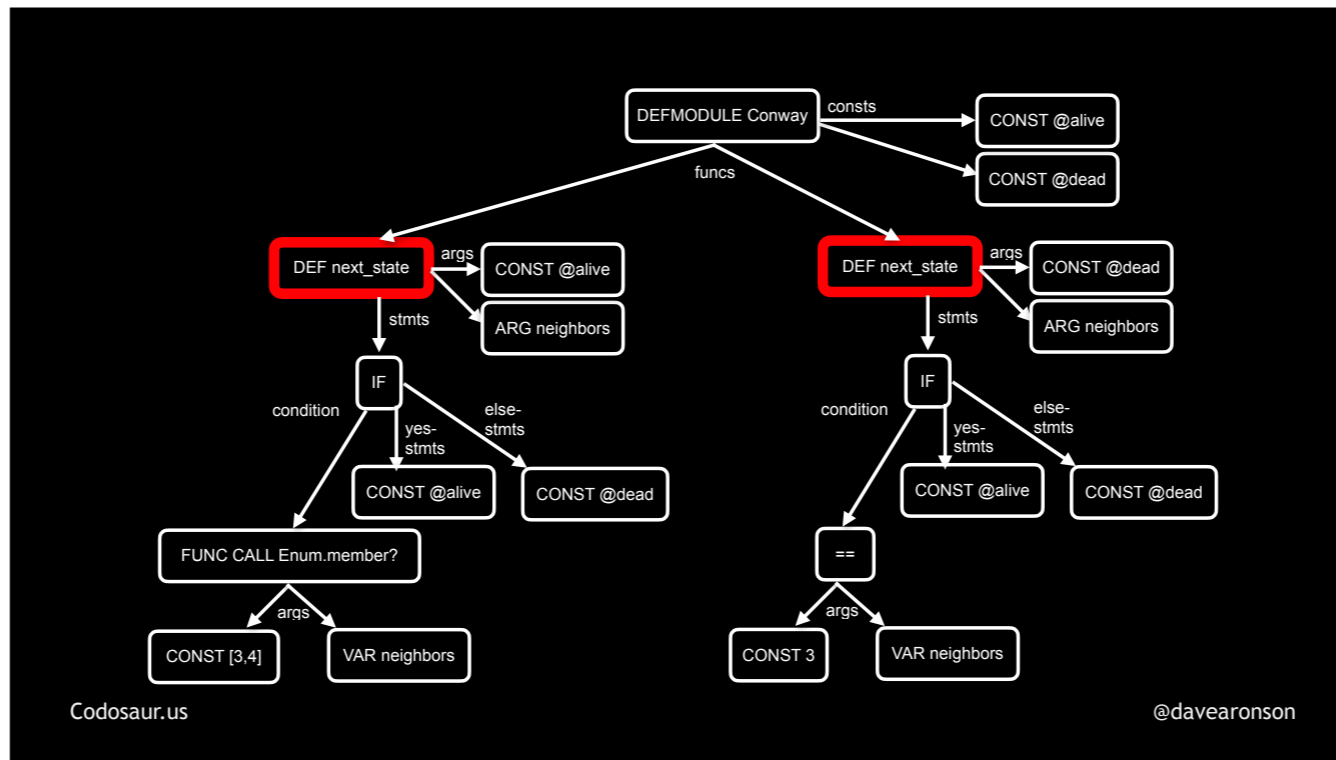 DEFMODULE Conway
consts
CONST @alive
CONST @dead
funcs
DEF next_state
args
CONST @alive
ARG neighbors
stmts
IF
condition
yes-
stmts
else-
stmts
CONST @alive
CONST @dead
FUNC CALL Enum.member?
args
CONST [3,4]
VAR neighbors
DEF next_state
args
CONST @dead
ARG neighbors
stmts
IF
condition
yes-
stmts
else-
stmts
CONST @alive
CONST @dead
==
args
CONST 3
VAR neighbors
Codosaur.us
@davearonson